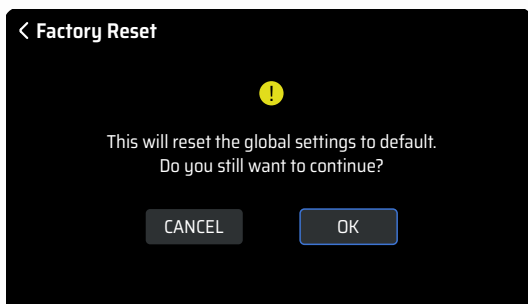 Factory Reset
!
This will reset the global settings to default.
Do you still want to continue?
CANCEL OK